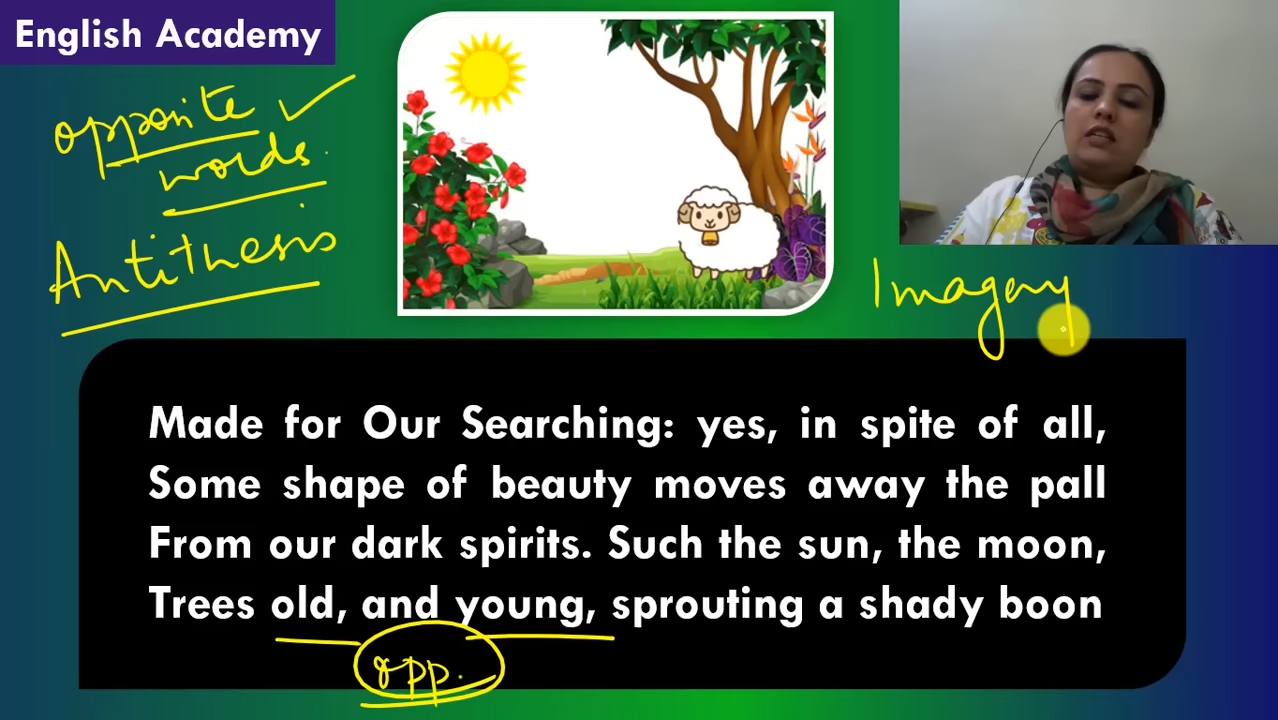 English Academy
opposite
words.
Antithesis
Imagery
Made for Our Searching: yes, in spite of all,
Some shape of beauty moves away the pall
From our dark spirits. Such the sun, the moon,
Trees old, and young, sprouting a shady boon
opp.